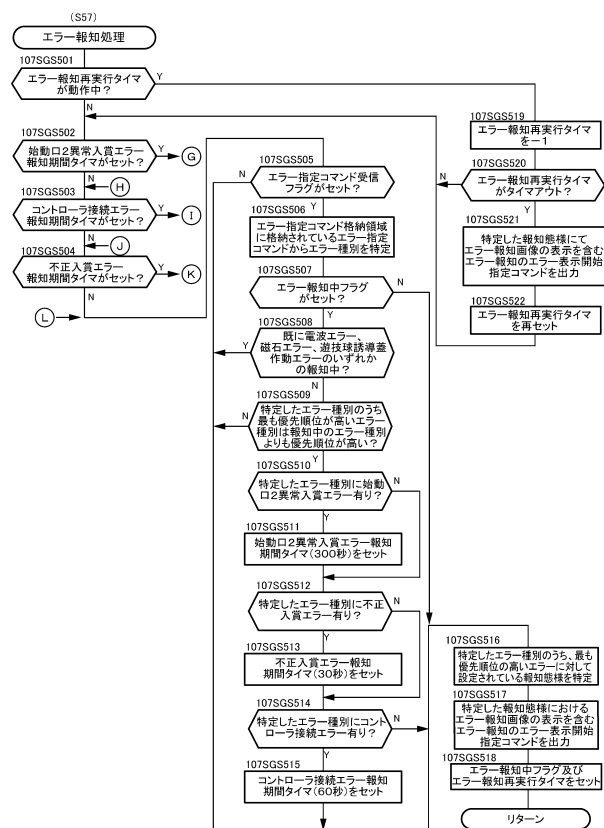 (S57)
エラー報知処理
107SGS501
エラー報知再実行タイマ
が動作中？
Y
N
107SGS502
始動口2異常入賞エラー
報知期間タイマがセット？
Y
G
N
H
107SGS503
コントローラ接続エラー
報知期間タイマがセット？
Y
I
N
J
107SGS504
不正入賞エラー
報知期間タイマがセット？
Y
K
N
L
107SGS505
エラー指定コマンド受信
フラグがセット？
N
Y
107SGS506
エラー指定コマンド格納領域
に格納されているエラー指定
コマンドからエラー種別を特定
107SGS507
エラー報知中フラグ
がセット？
N
Y
107SGS508
既に電波エラー、
磁石エラー、遊技球誘導蓋
作動エラーのいずれか
の報知中？
Y
N
107SGS509
特定したエラー種別のうち
最も優先順位が高いエラー
種別は報知中のエラー種別
よりも優先順位が高い？
N
Y
107SGS510
特定したエラー種別に始動
口2異常入賞エラー有り？
N
Y
107SGS511
始動口2異常入賞エラー報知
期間タイマ(300秒)をセット
107SGS512
特定したエラー種別に不正
入賞エラー有り？
N
Y
107SGS513
不正入賞エラー報知
期間タイマ(30秒)をセット
107SGS514
特定したエラー種別にコント
ローラ接続エラー有り？
N
Y
107SGS515
コントローラ接続エラー報知
期間タイマ(60秒)をセット
107SGS519
エラー報知再実行タイマ
を－1
107SGS520
エラー報知再実行タイマ
がタイマアウト？
N
Y
107SGS521
特定した報知態様にて
エラー報知画像の表示を含む
エラー報知のエラー表示開始
指定コマンドを出力
107SGS522
エラー報知再実行タイマ
を再セット
107SGS516
特定したエラー種別のうち、最も
優先順位の高いエラーに対して
設定されている報知態様を特定
107SGS517
特定した報知態様における
エラー報知画像の表示を含む
エラー報知のエラー表示開始
指定コマンドを出力
107SGS518
エラー報知中フラグ及び
エラー報知再実行タイマをセット
リターン